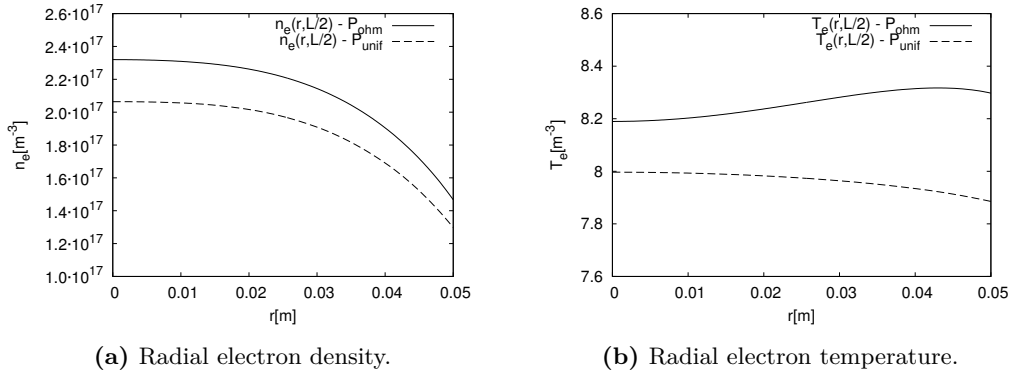 2.6·10^17
2.4·10^17
2.2·10^17
2.0·10^17
1.8·10^17
1.6·10^17
1.4·10^17
1.2·10^17
1.0·10^17
n_e[m^-3]
n_e(r,L/2) - P_ohm
n_e(r,L/2) - P_unif
0 0.01 0.02 0.03 0.04 0.05
r[m]
(a) Radial electron density.
8.6
8.4
8.2
8
7.8
7.6
T_e[m^-3]
T_e(r,L/2) - P_ohm
T_e(r,L/2) - P_unif
0 0.01 0.02 0.03 0.04 0.05
r[m]
(b) Radial electron temperature.